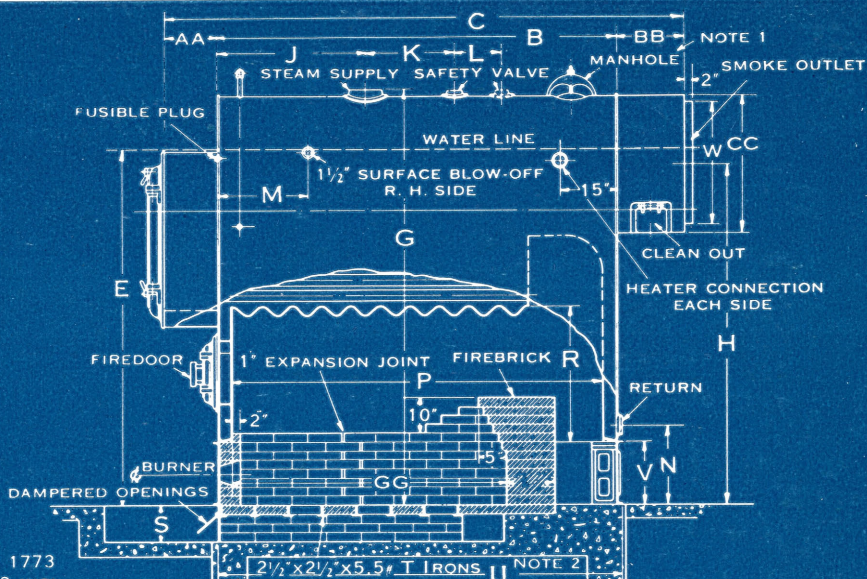 C
AA
B
BB
NOTE 1
J
K
L
MANHOLE
STEAM SUPPLY
SAFETY VALVE
2"
SMOKE OUTLET
FUSIBLE PLUG
WATER LINE
W
CC
1½" SURFACE BLOW-OFF
R. H. SIDE
M
15"
G
CLEAN OUT
E
HEATER CONNECTION
EACH SIDE
H
FIREDOOR
1" EXPANSION JOINT
FIREBRICK
R
P
RETURN
10"
2"
5"
BURNER
GG
V
N
DAMPERED OPENINGS
S
1773
2½"x2½"x5.5# T IRONS
NOTE 2
U